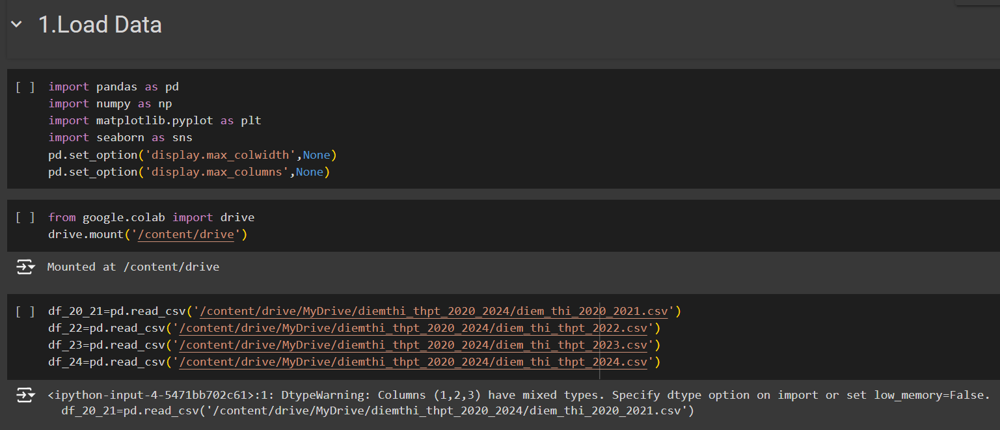 1.Load Data
[ ] import pandas as pd
import numpy as np
import matplotlib.pyplot as plt
import seaborn as sns
pd.set_option('display.max_colwidth',None)
pd.set_option('display.max_columns',None)
[ ] from google.colab import drive
drive.mount('/content/drive')
Mounted at /content/drive
[ ] df_20_21=pd.read_csv('/content/drive/MyDrive/diemthi_thpt_2020_2024/diem_thi_2020_2021.csv')
df_22=pd.read_csv('/content/drive/MyDrive/diemthi_thpt_2020_2024/diem_thi_thpt_2022.csv')
df_23=pd.read_csv('/content/drive/MyDrive/diemthi_thpt_2020_2024/diem_thi_thpt_2023.csv')
df_24=pd.read_csv('/content/drive/MyDrive/diemthi_thpt_2020_2024/diem_thi_thpt_2024.csv')
<ipython-input-4-5471bb702c61>:1: DtypeWarning: Columns (1,2,3) have mixed types. Specify dtype option on import or set low_memory=False.
df_20_21=pd.read_csv('/content/drive/MyDrive/diemthi_thpt_2020_2024/diem_thi_2020_2021.csv')